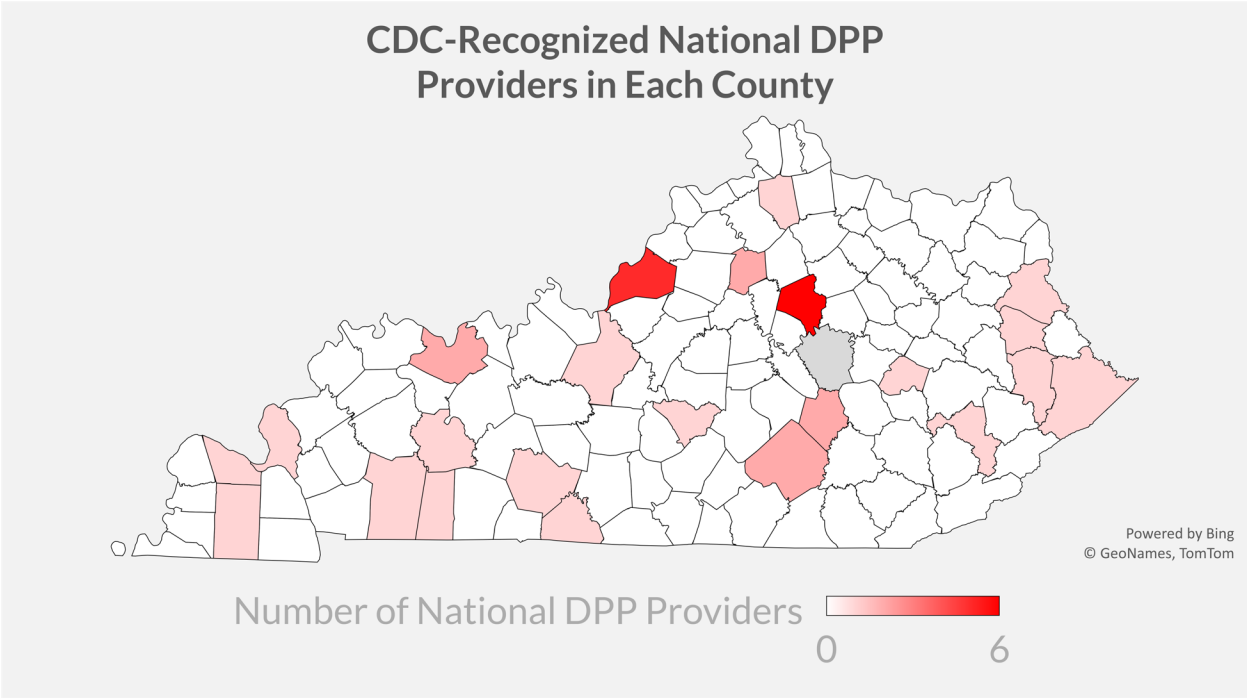 CDC-Recognized National DPP
Providers in Each County
Powered by Bing
© GeoNames, TomTom
Number of National DPP Providers
0 6